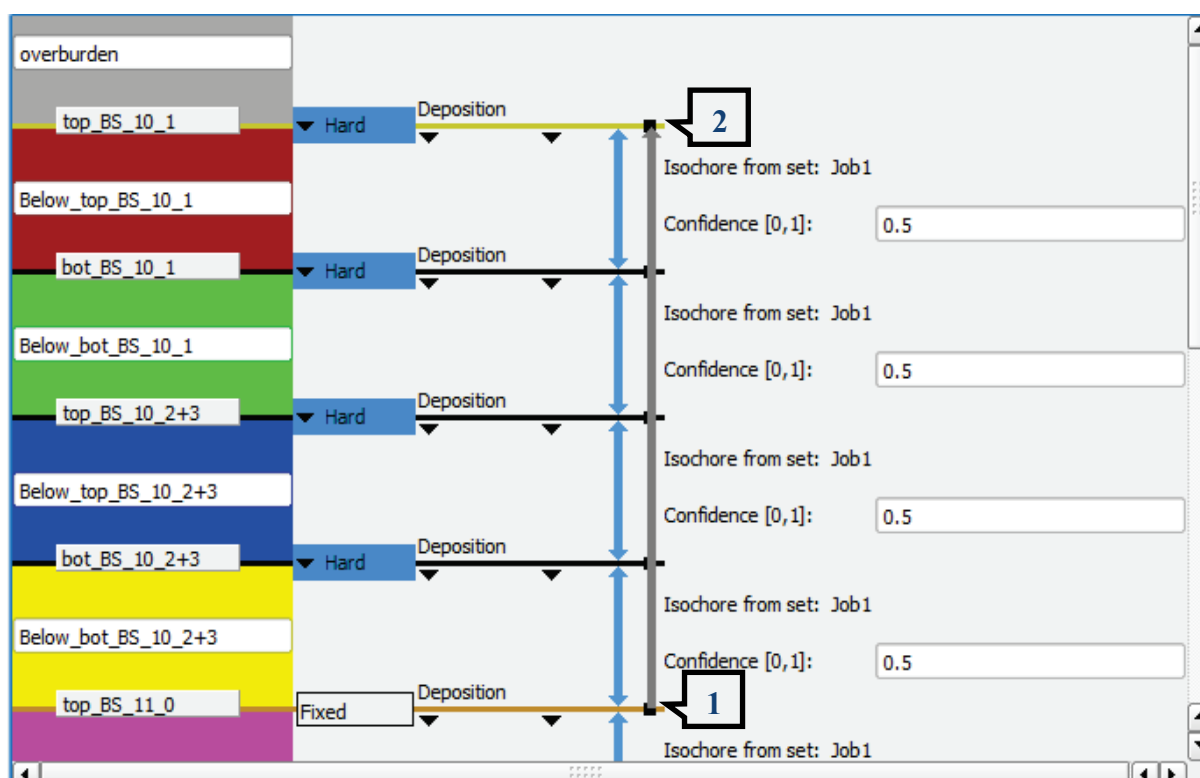 overburden
top_BS_10_1
Hard
Deposition
2
Isochore from set: Job1
Below_top_BS_10_1
Confidence [0,1]:
0.5
bot_BS_10_1
Hard
Deposition
Isochore from set: Job1
Below_bot_BS_10_1
Confidence [0,1]:
0.5
top_BS_10_2+3
Hard
Deposition
Isochore from set: Job1
Below_top_BS_10_2+3
Confidence [0,1]:
0.5
bot_BS_10_2+3
Hard
Deposition
Isochore from set: Job1
Below_bot_BS_10_2+3
Confidence [0,1]:
0.5
top_BS_11_0
Fixed
Deposition
1
Isochore from set: Job1